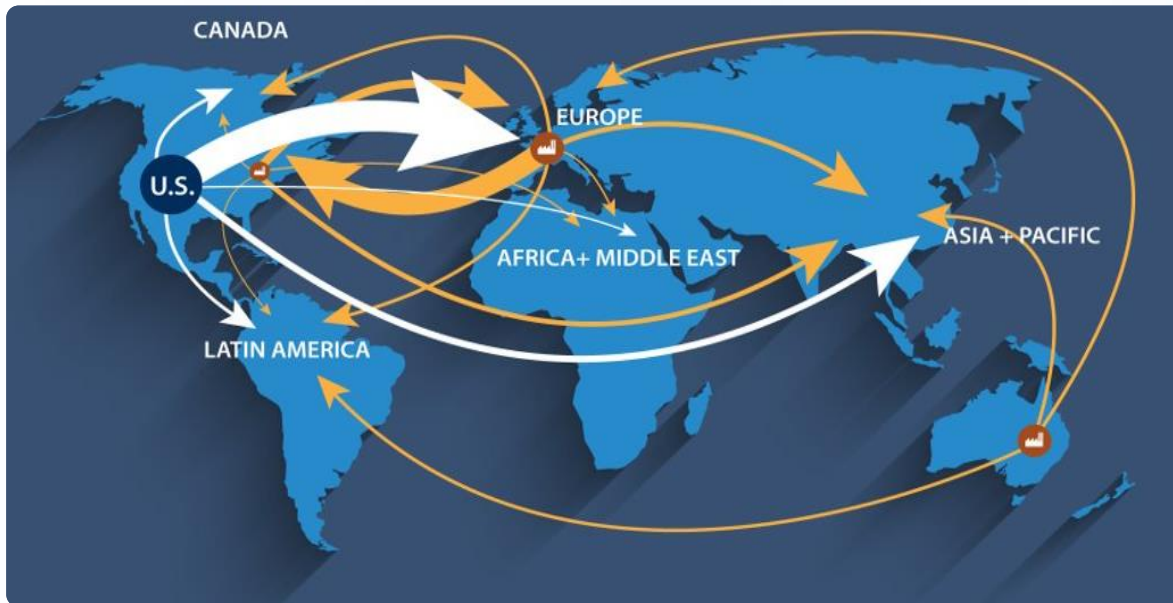 CANADA
EUROPE
U.S.
ASIA + PACIFIC
AFRICA+ MIDDLE EAST
LATIN AMERICA